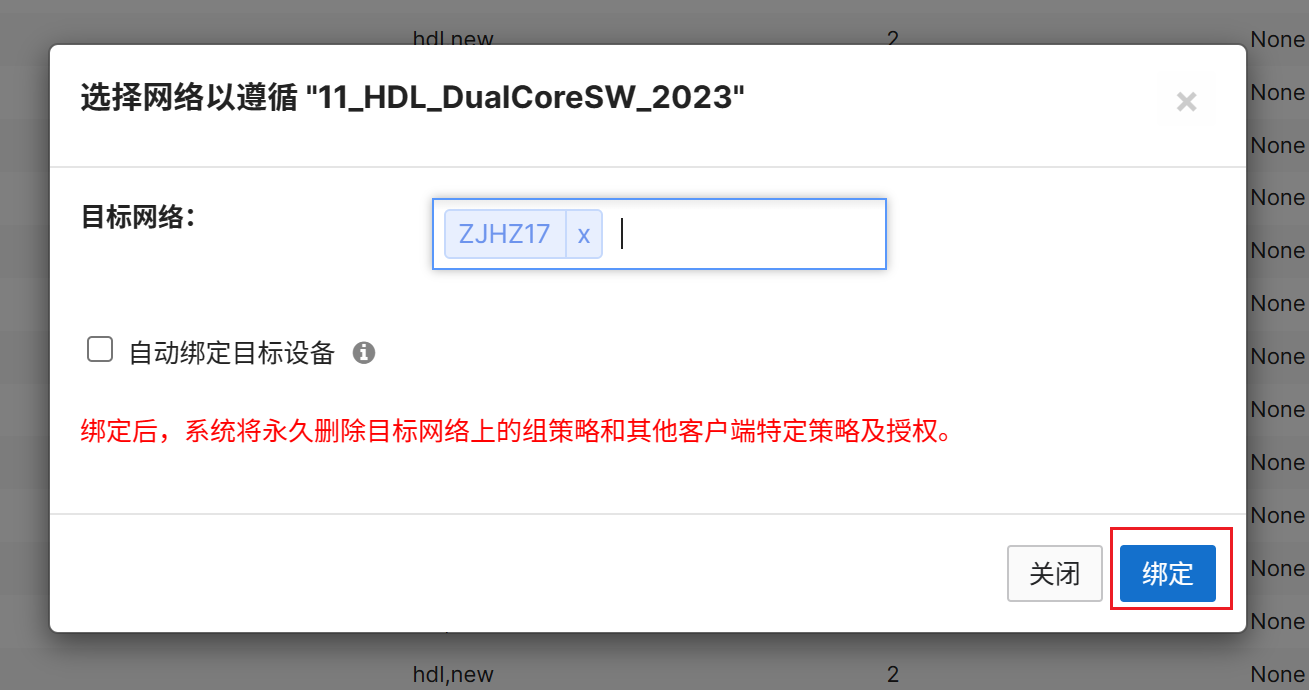 hdl,new 2 None
选择网络以遵循 "11_HDL_DualCoreSW_2023"
×
None
None
None
目标网络：
ZJHZ17 x
None
None
自动绑定目标设备
None
None
绑定后，系统将永久删除目标网络上的组策略和其他客户端特定策略及授权。
None
None
关闭
绑定
None
None
hdl,new 2 None